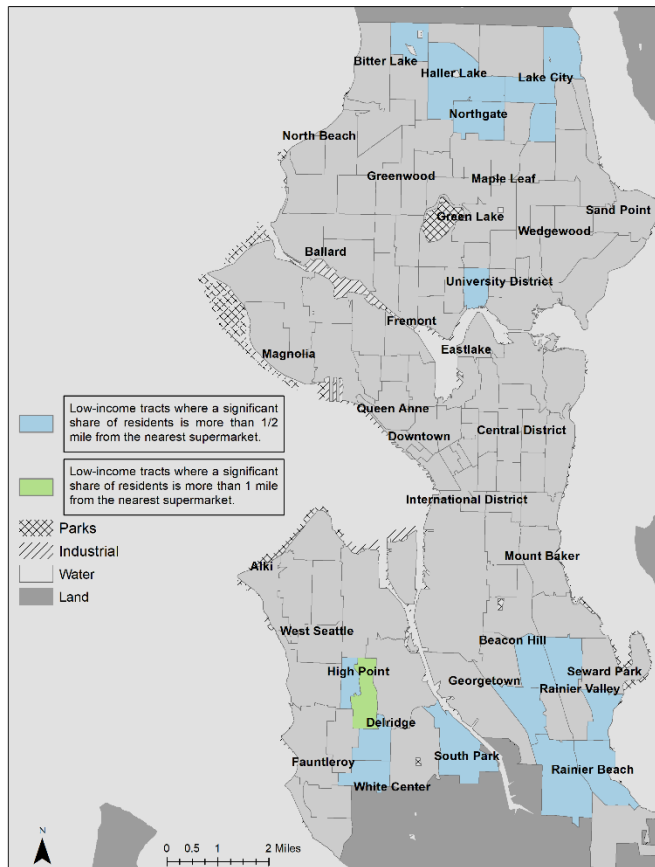 Bitter Lake
Haller Lake
Lake City
Northgate
North Beach
Greenwood
Maple Leaf
Sand Point
Green Lake
Wedgewood
Ballard
University District
Fremont
Magnolia
Eastlake
Low-income tracts where a significant
share of residents is more than 1/2
mile from the nearest supermarket.
Queen Anne
Central District
Downtown
Low-income tracts where a significant
share of residents is more than 1 mile
from the nearest supermarket.
International District
Parks
Industrial
Water
Land
Mount Baker
Alki
West Seattle
Beacon Hill
High Point
Seward Park
Georgetown
Rainier Valley
Delridge
South Park
Fauntleroy
Rainier Beach
White Center
N
0 0.5 1 2 Miles